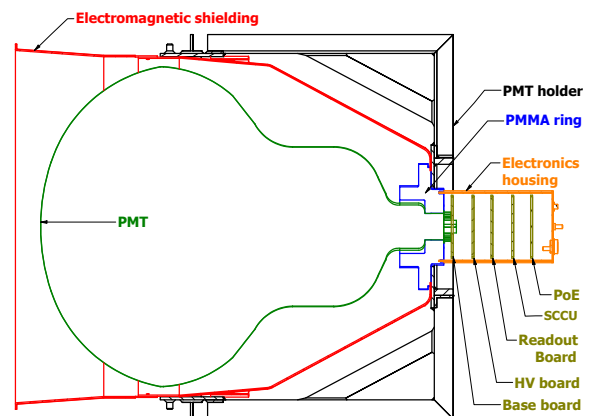 Electromagnetic shielding
PMT holder
PMMA ring
Electronics
housing
PMT
PoE
SCCU
Readout
Board
HV board
Base board